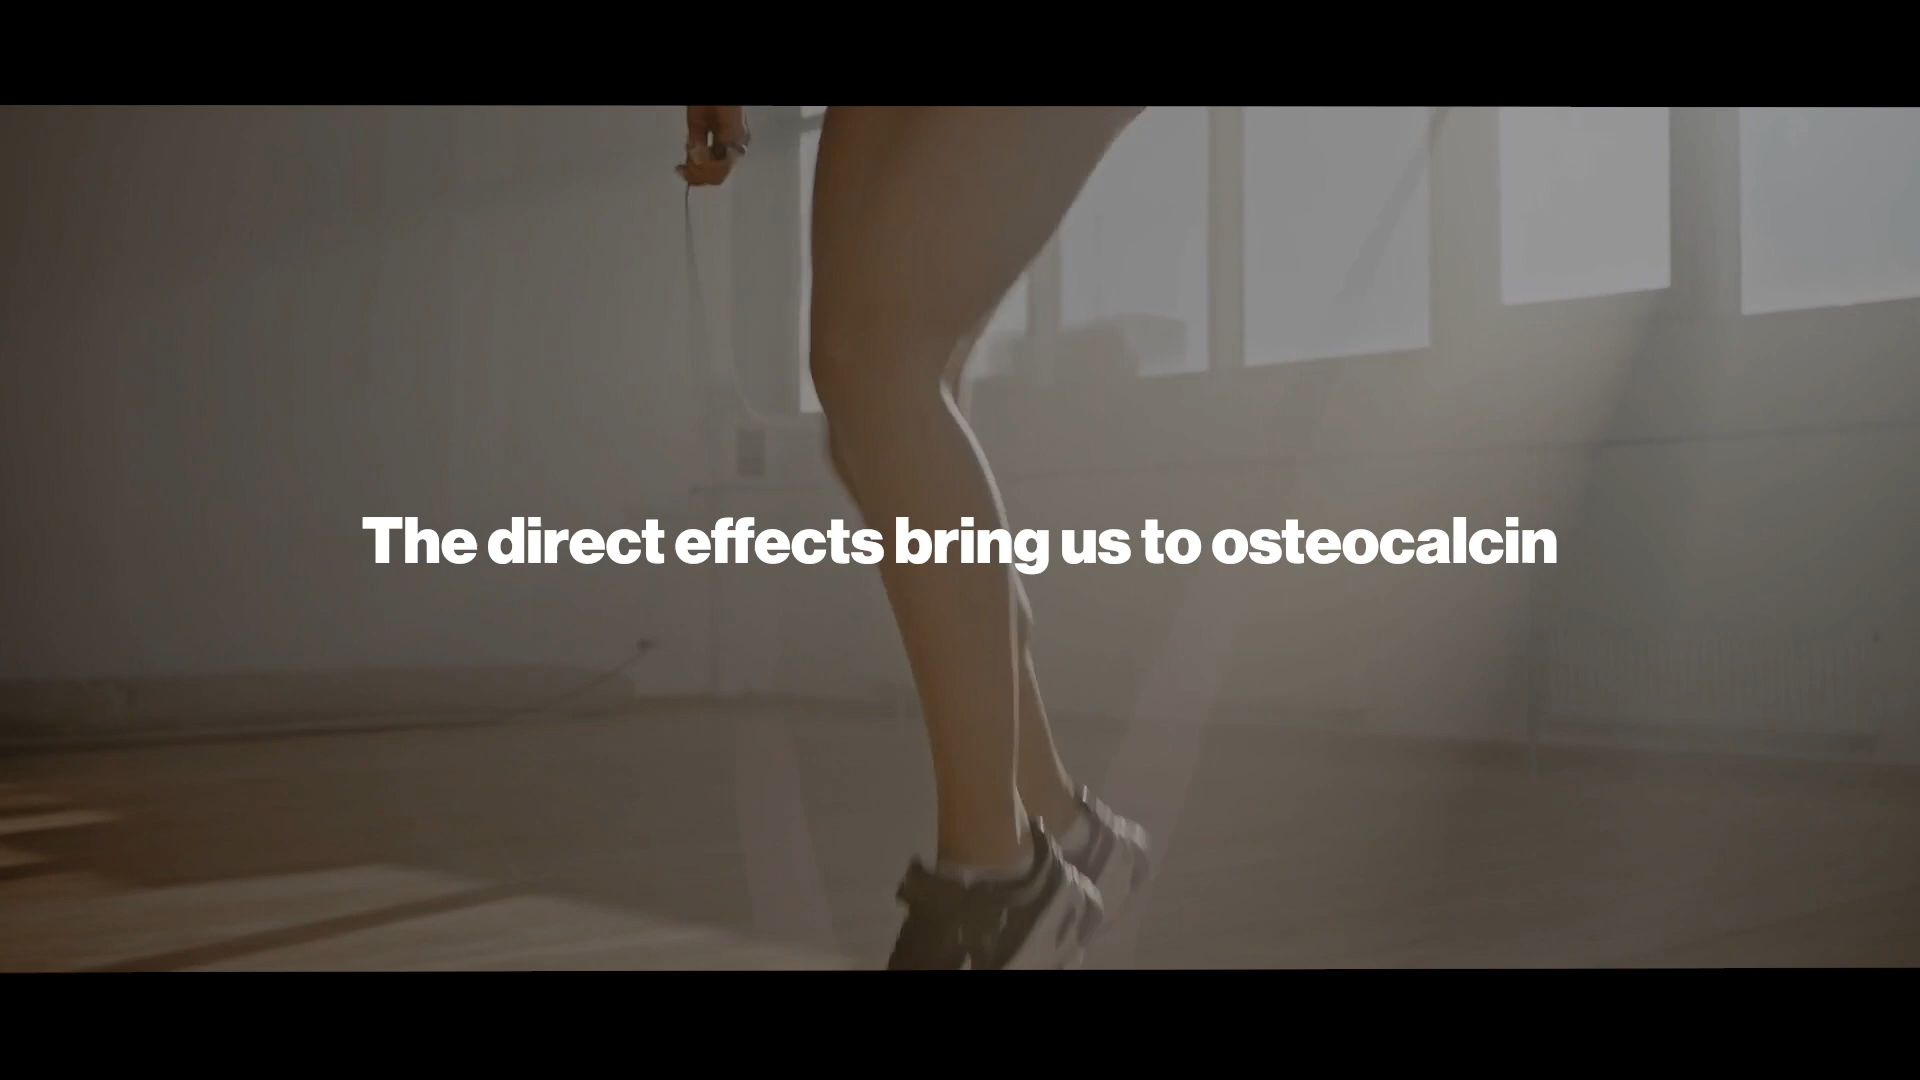 The direct effects bring us to osteocalcin